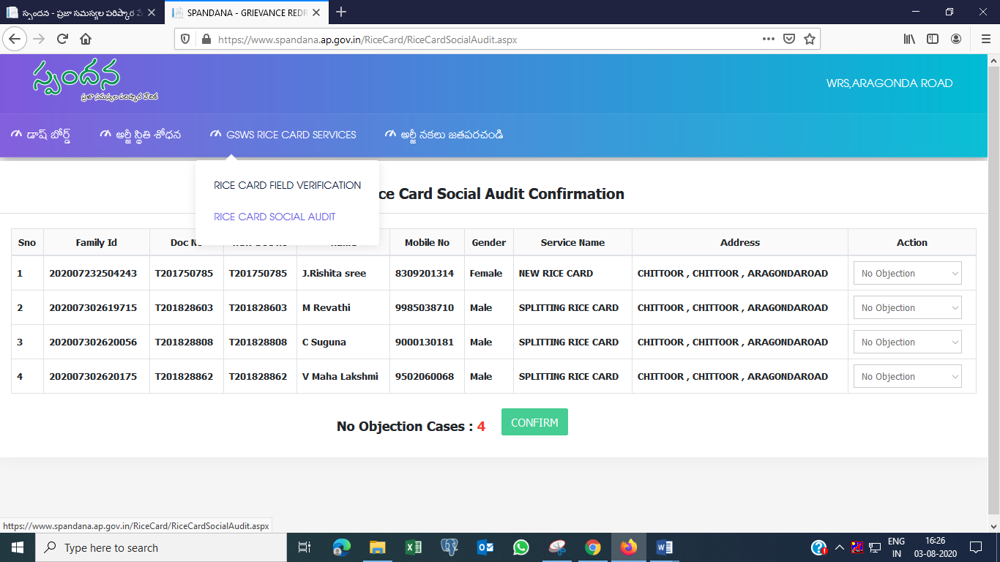 స్పందన - ప్రజా సమస్యల పరిష్కార వే
SPANDANA - GRIEVANCE REDR
https://www.spandana.ap.gov.in/RiceCard/RiceCardSocialAudit.aspx
స్పందన
ప్రజా సమస్యల పరిష్కార వేదిక
WRS,ARAGONDA ROAD
డాష్ బోర్డ్ అర్జీ స్థితి శోధన GSWS RICE CARD SERVICES అర్జీ నకలు జతపరచండి
RICE CARD FIELD VERIFICATION
RICE CARD SOCIAL AUDIT
ce Card Social Audit Confirmation
Sno Family Id Doc N Mobile No Gender Service Name Address Action
1 202007232504243 T201750785 T201750785 J.Rishita sree 8309201314 Female NEW RICE CARD CHITTOOR , CHITTOOR , ARAGONDAROAD No Objection
2 202007302619715 T201828603 T201828603 M Revathi 9985038710 Male SPLITTING RICE CARD CHITTOOR , CHITTOOR , ARAGONDAROAD No Objection
3 202007302620056 T201828808 T201828808 C Suguna 9000130181 Male SPLITTING RICE CARD CHITTOOR , CHITTOOR , ARAGONDAROAD No Objection
4 202007302620175 T201828862 T201828862 V Maha Lakshmi 9502060068 Male SPLITTING RICE CARD CHITTOOR , CHITTOOR , ARAGONDAROAD No Objection
No Objection Cases : 4 CONFIRM
https://www.spandana.ap.gov.in/RiceCard/RiceCardSocialAudit.aspx
Type here to search
ENG
IN
16:26
03-08-2020